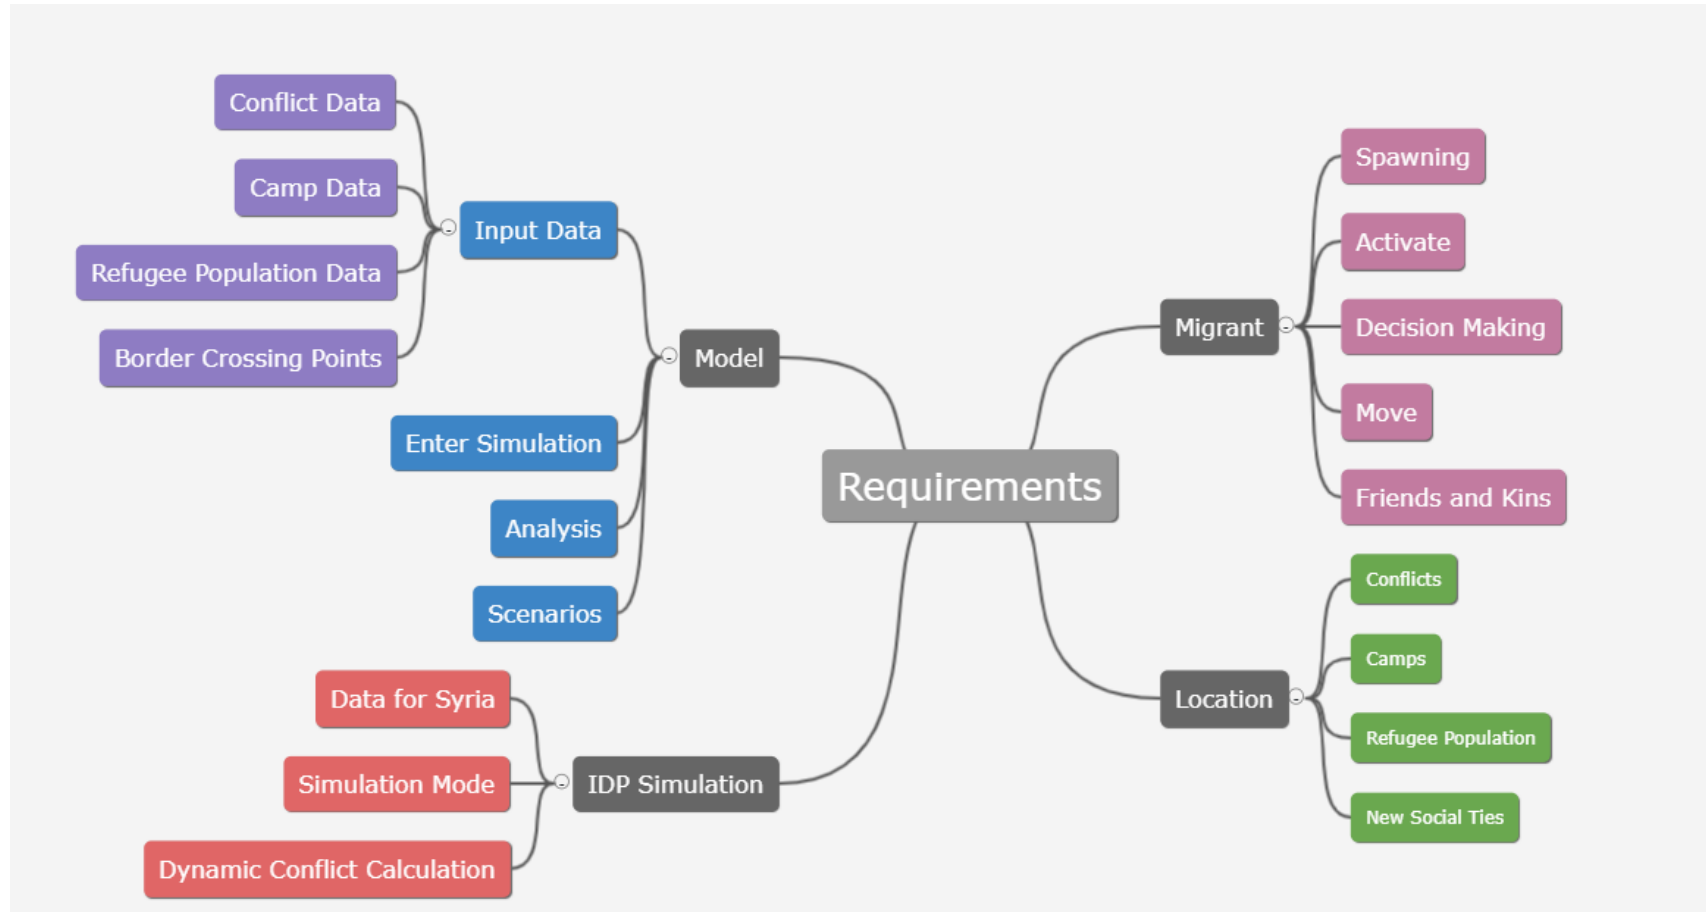 Conflict Data
Camp Data
Refugee Population Data
Border Crossing Points
Input Data
Enter Simulation
Analysis
Scenarios
Model
Data for Syria
Simulation Mode
Dynamic Conflict Calculation
IDP Simulation
Requirements
Migrant
Spawning
Activate
Decision Making
Move
Friends and Kins
Location
Conflicts
Camps
Refugee Population
New Social Ties